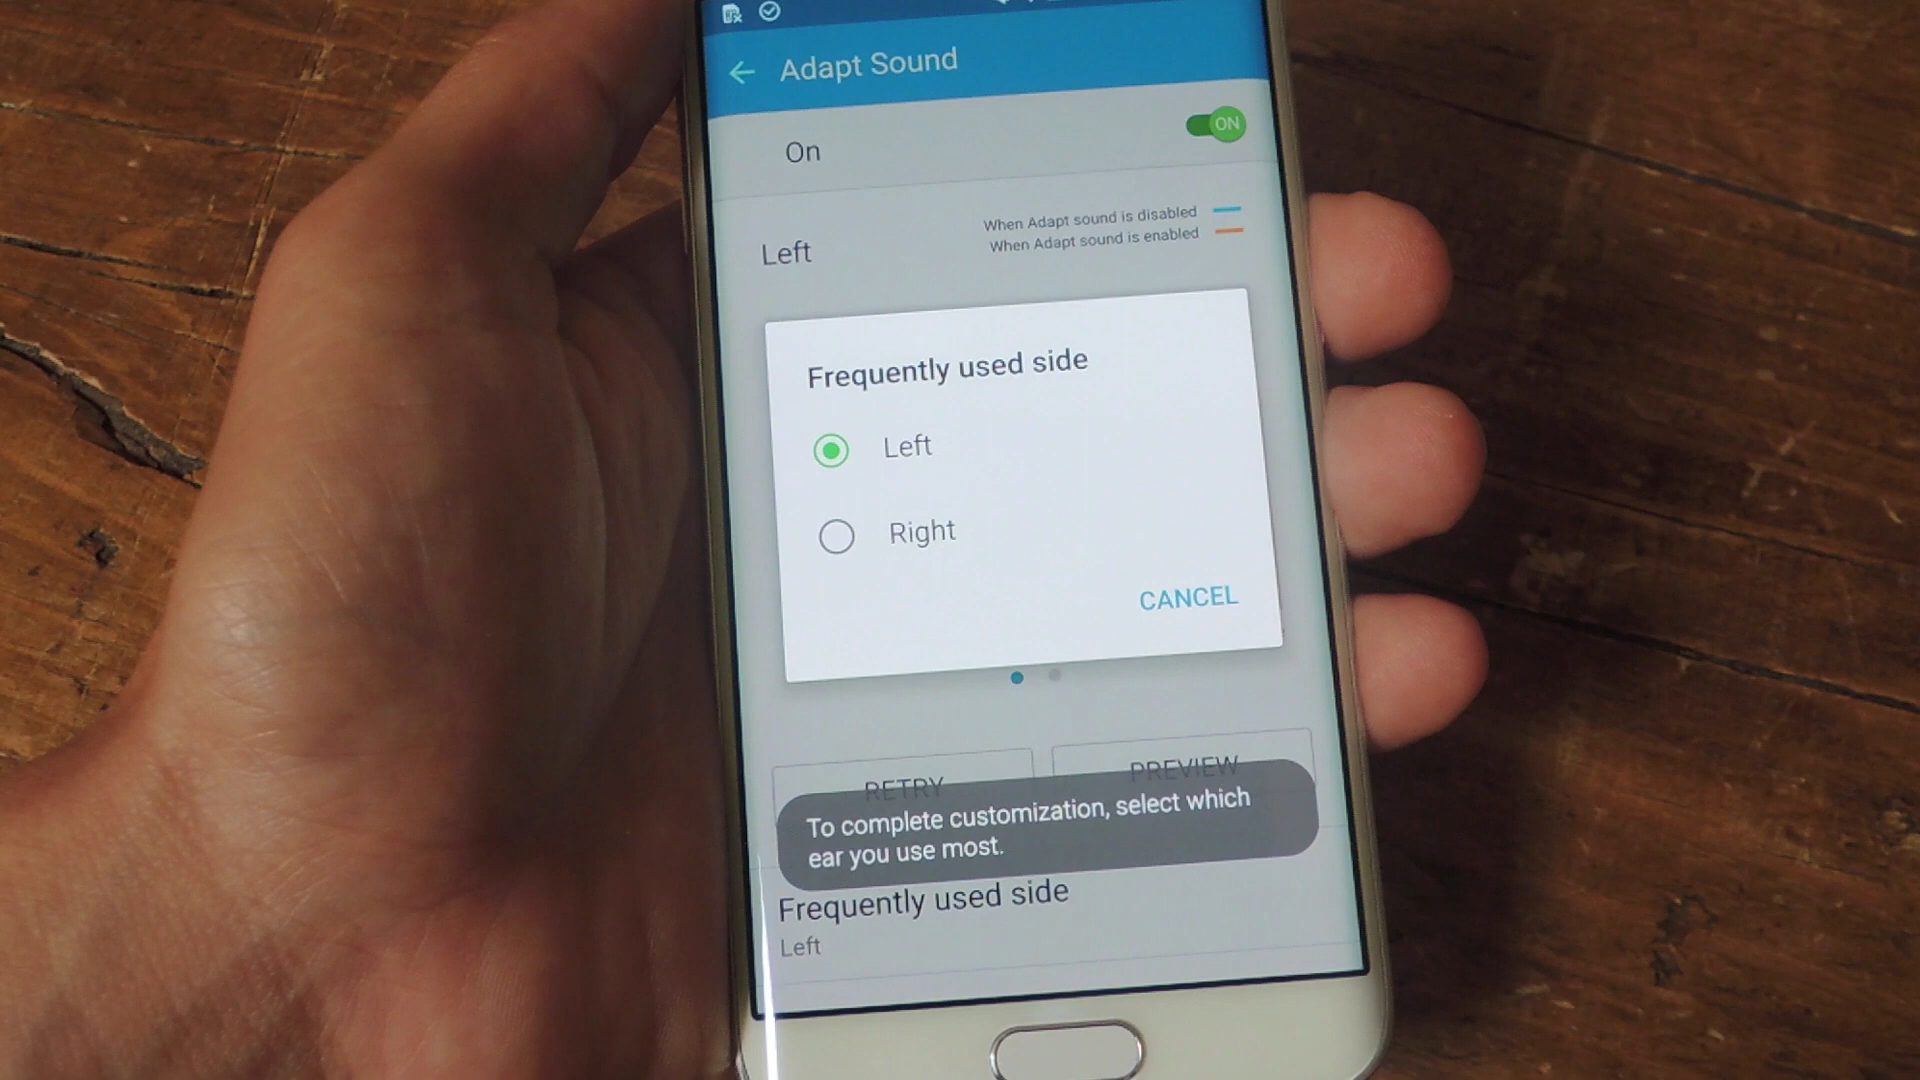 Adapt Sound
On
ON
When Adapt sound is disabled
When Adapt sound is enabled
Left
Frequently used side
Left
Right
CANCEL
RETRY
PREVIEW
To complete customization, select which
ear you use most.
Frequently used side
Left